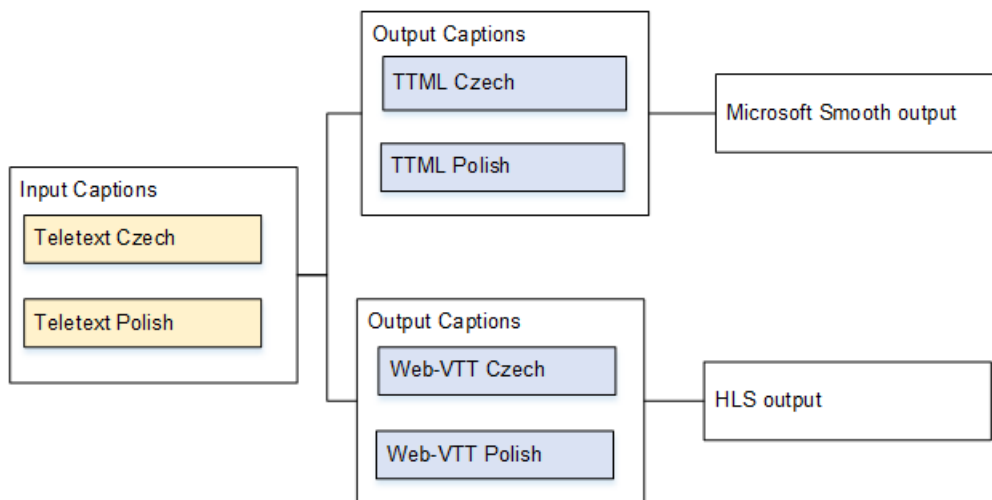 Input Captions
Teletext Czech
Teletext Polish
Output Captions
TTML Czech
TTML Polish
Microsoft Smooth output
Output Captions
Web-VTT Czech
Web-VTT Polish
HLS output